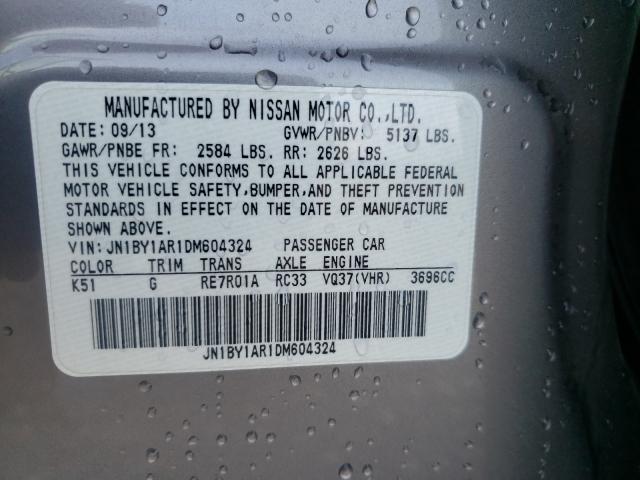 MANUFACTURED BY NISSAN MOTOR CO.,LTD.
DATE: 09/13 GVWR/PNBV: 5137 LBS.
GAWR/PNBE FR: 2584 LBS. RR: 2626 LBS.
THIS VEHICLE CONFORMS TO ALL APPLICABLE FEDERAL
MOTOR VEHICLE SAFETY,BUMPER,AND THEFT PREVENTION
STANDARDS IN EFFECT ON THE DATE OF MANUFACTURE
SHOWN ABOVE.
VIN: JN1BY1AR1DM604324 PASSENGER CAR
COLOR TRIM TRANS AXLE ENGINE
K51 G RE7R01A RC33 VQ37(VHR) 3696CC
JN1BY1AR1DM604324